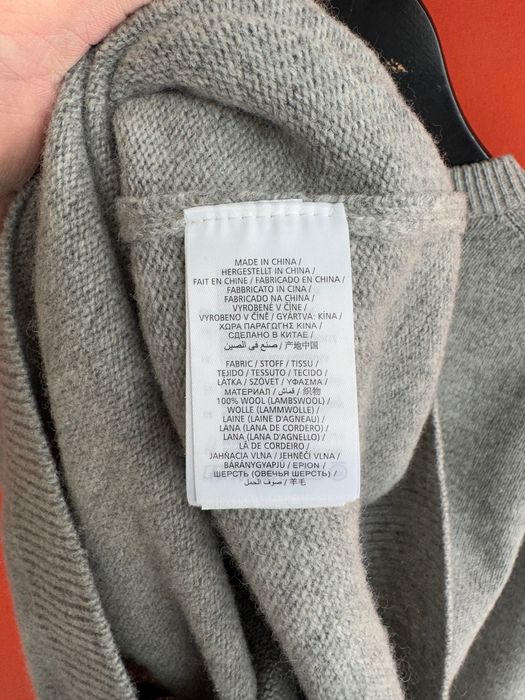 MADE IN CHINA /
HERGESTELLT IN CHINA /
FAIT EN CHINE / FABRICADO EN CHINA /
FABBRICATO IN CINA /
FABRICADO NA CHINA /
VYROBENÉ V ČÍNE /
VYROBENO V ČÍNĚ / GYÁRTVA: KÍNA /
ΧΩΡΑ ΠΑΡΑΓΩΓΗΣ ΚΙΝΑ /
СДЕЛАНО В КИТАЕ /
صنع في الصين / 产地中国
FABRIC / STOFF / TISSU /
TEJIDO / TESSUTO / TECIDO /
LÁTKA / SZÖVET / ΥΦΑΣΜΑ /
МАТЕРИАЛ / قماش / 织物
100% WOOL (LAMBSWOOL) /
WOLLE (LAMMWOLLE) /
LAINE (LAINE D'AGNEAU) /
LANA (LANA DE CORDERO) /
LANA (LANA D'AGNELLO) /
LÃ DE CORDEIRO /
JAHŇACIA VLNA / JEHNĚČÍ VLNA /
BÁRÁNYGYAPJÚ / ΕΡΙΟΝ /
ШЕРСТЬ (ОВЕЧЬЯ ШЕРСТЬ) /
صوف الحمل / 羊毛